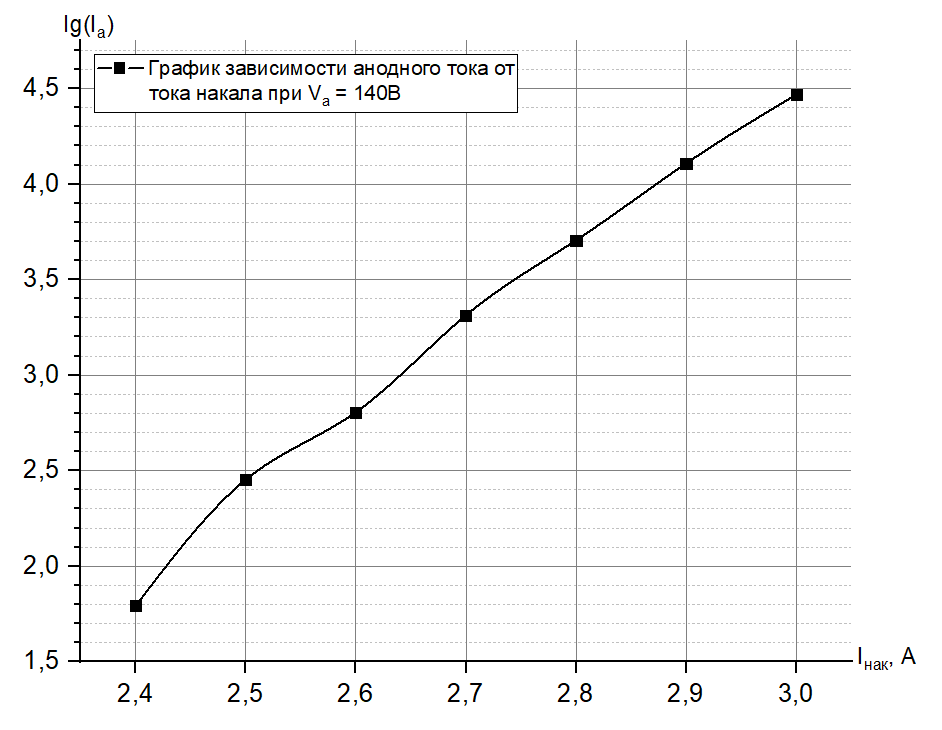 lg(Iа)
График зависимости анодного тока от
тока накала при Vа = 140В
4,5
4,0
3,5
3,0
2,5
2,0
1,5
2,4 2,5 2,6 2,7 2,8 2,9 3,0
Iнак, А